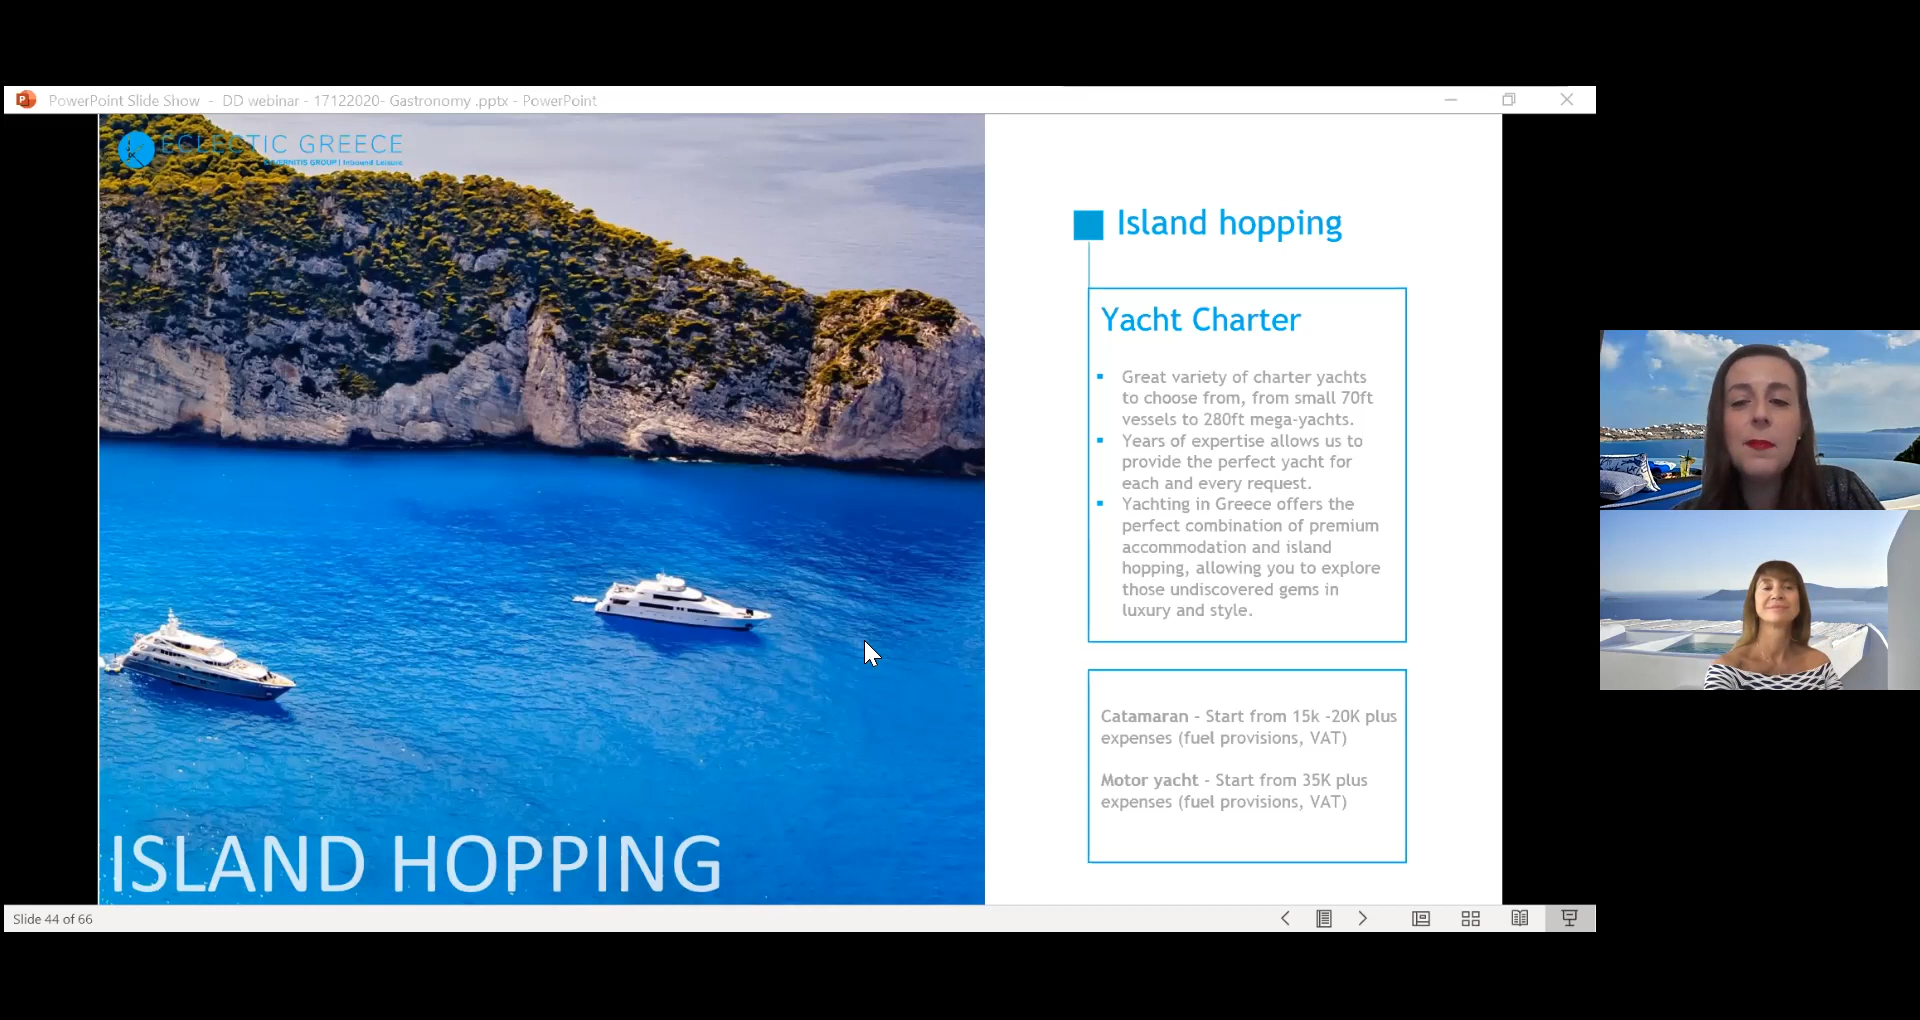 PowerPoint Slide Show - DD webinar - 17122020- Gastronomy .pptx - PowerPoint
ECLECTIC GREECE
GROUP | Inbound Leisure
Island hopping
Yacht Charter
▪ Great variety of charter yachts
to choose from, from small 70ft
vessels to 280ft mega-yachts.
▪ Years of expertise allows us to
provide the perfect yacht for
each and every request.
▪ Yachting in Greece offers the
perfect combination of premium
accommodation and island
hopping, allowing you to explore
those undiscovered gems in
luxury and style.
Catamaran - Start from 15k -20K plus
expenses (fuel provisions, VAT)
Motor yacht - Start from 35K plus
expenses (fuel provisions, VAT)
ISLAND HOPPING
Slide 44 of 66